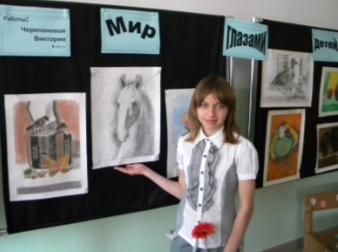 Работы
Черепановой
Виктории
Мир
глазами
детей